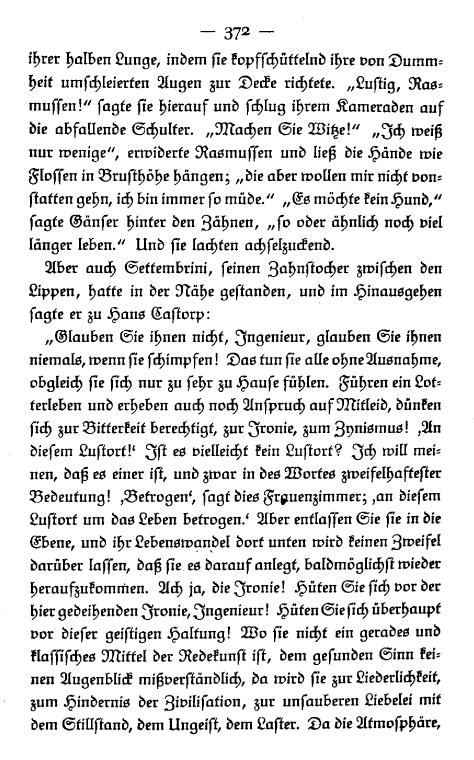 — 372 —
ihrer halben Lunge, indem sie kopfschüttelnd ihre von Dumm-
heit umschleierten Augen zur Decke richtete. „Lustig, Ras-
mussen!“ sagte sie hierauf und schlug ihrem Kameraden auf
die abfallende Schulter. „Machen Sie Witze!“ „Ich weiß
nur wenige“, erwiderte Rasmussen und ließ die Hände wie
Flossen in Brusthöhe hängen; „die aber wollen mir nicht von-
statten gehn, ich bin immer so müde.“ „Es möchte kein Hund,“
sagte Gänser hinter den Zähnen, „so oder ähnlich noch viel
länger leben.“ Und sie lachten achselzuckend.
Aber auch Settembrini, seinen Zahnstocher zwischen den
Lippen, hatte in der Nähe gestanden, und im Hinausgehen
sagte er zu Hans Castorp:
„Glauben Sie ihnen nicht, Ingenieur, glauben Sie ihnen
niemals, wenn sie schimpfen! Das tun sie alle ohne Ausnahme,
obgleich sie sich nur zu sehr zu Hause fühlen. Führen ein Lot-
terleben und erheben auch noch Anspruch auf Mitleid, dünken
sich zur Bitterkeit berechtigt, zur Ironie, zum Zynismus! ‚An
diesem Lustort!‘ Ist es vielleicht kein Lustort? Ich will mei-
nen, daß es einer ist, und zwar in des Wortes zweifelhaftester
Bedeutung! ‚Betrogen‘, sagt dies Frauenzimmer; ‚an diesem
Lustort um das Leben betrogen.‘ Aber entlassen Sie sie in die
Ebene, und ihr Lebenswandel dort unten wird keinen Zweifel
darüber lassen, daß sie es darauf anlegt, baldmöglichst wieder
heraufzukommen. Ach ja, die Ironie! Hüten Sie sich vor der
hier gedeihenden Ironie, Ingenieur! Hüten Sie sich überhaupt
vor dieser geistigen Haltung! Wo sie nicht ein gerades und
klassisches Mittel der Redekunst ist, dem gesunden Sinn kei-
nen Augenblick mißverständlich, da wird sie zur Liederlichkeit,
zum Hindernis der Zivilisation, zur unsauberen Liebelei mit
dem Stillstand, dem Ungeist, dem Laster. Da die Atmosphäre,